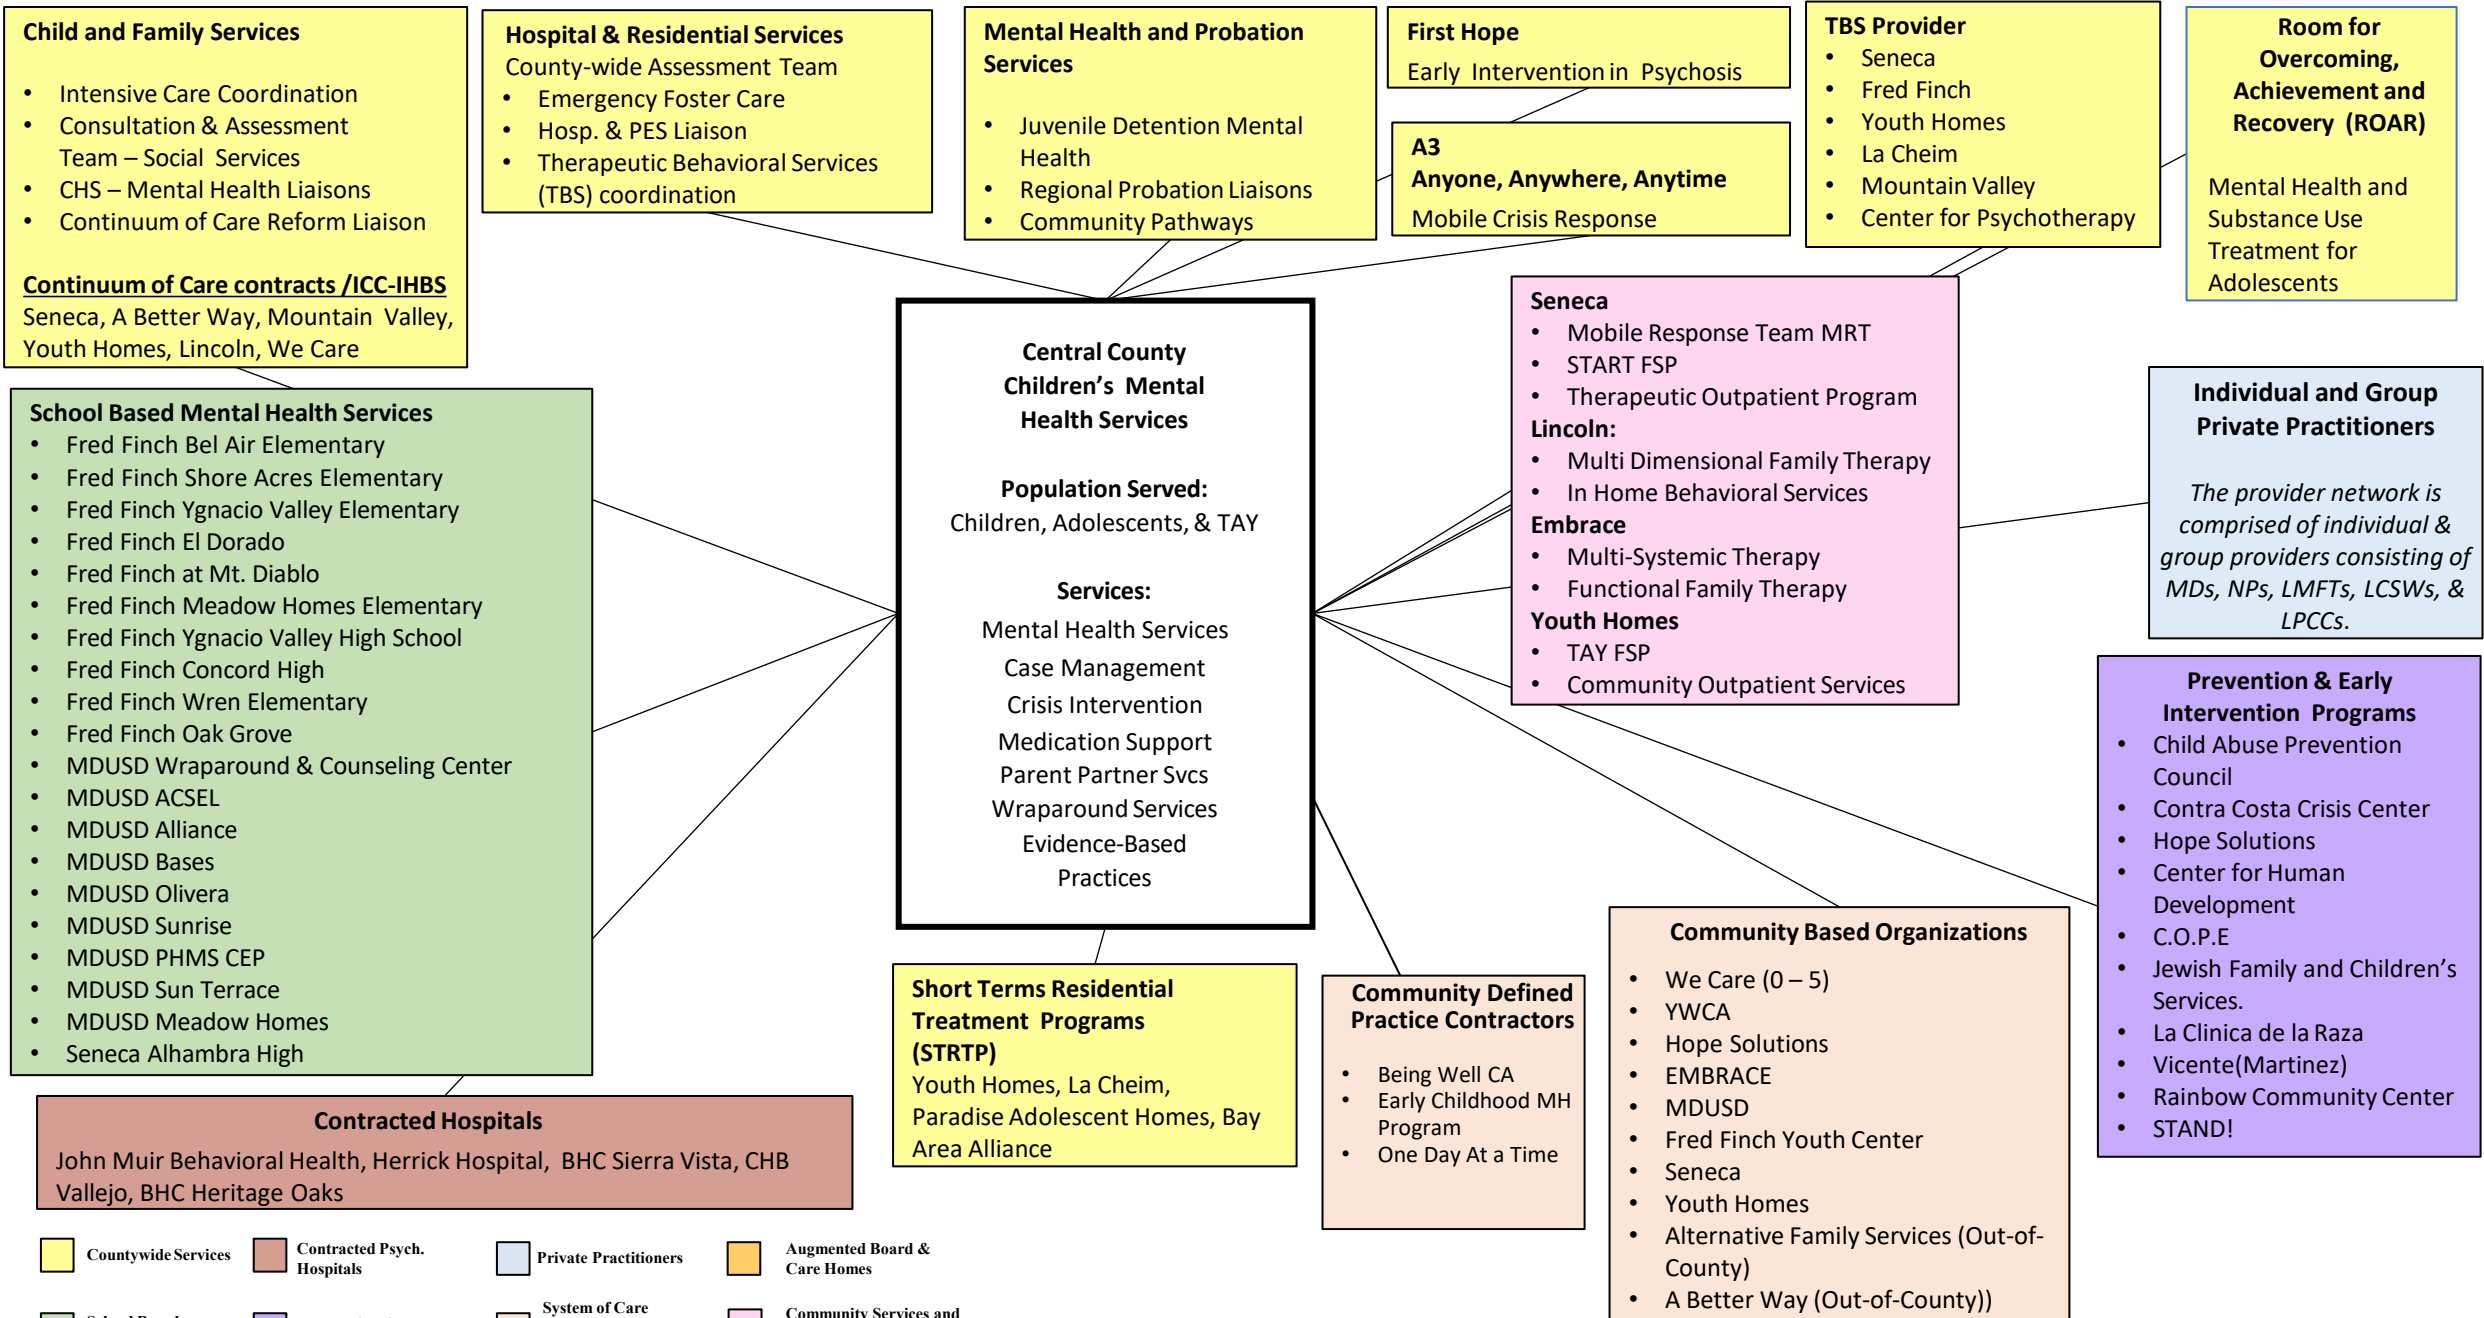 Child and Family Services
• Intensive Care Coordination
• Consultation & Assessment
Team – Social Services
• CHS – Mental Health Liaisons
• Continuum of Care Reform Liaison
Continuum of Care contracts /ICC-IHBS
Seneca, A Better Way, Mountain Valley,
Youth Homes, Lincoln, We Care
Hospital & Residential Services
County-wide Assessment Team
• Emergency Foster Care
• Hosp. & PES Liaison
• Therapeutic Behavioral Services
(TBS) coordination
Mental Health and Probation
Services
• Juvenile Detention Mental
Health
• Regional Probation Liaisons
• Community Pathways
First Hope
Early Intervention in Psychosis
A3
Anyone, Anywhere, Anytime
Mobile Crisis Response
TBS Provider
• Seneca
• Fred Finch
• Youth Homes
• La Cheim
• Mountain Valley
• Center for Psychotherapy
Room for
Overcoming,
Achievement and
Recovery (ROAR)
Mental Health and
Substance Use
Treatment for
Adolescents
School Based Mental Health Services
• Fred Finch Bel Air Elementary
• Fred Finch Shore Acres Elementary
• Fred Finch Ygnacio Valley Elementary
• Fred Finch El Dorado
• Fred Finch at Mt. Diablo
• Fred Finch Meadow Homes Elementary
• Fred Finch Ygnacio Valley High School
• Fred Finch Concord High
• Fred Finch Wren Elementary
• Fred Finch Oak Grove
• MDUSD Wraparound & Counseling Center
• MDUSD ACSEL
• MDUSD Alliance
• MDUSD Bases
• MDUSD Olivera
• MDUSD Sunrise
• MDUSD PHMS CEP
• MDUSD Sun Terrace
• MDUSD Meadow Homes
• Seneca Alhambra High
Central County
Children’s Mental
Health Services
Population Served:
Children, Adolescents, & TAY
Services:
Mental Health Services
Case Management
Crisis Intervention
Medication Support
Parent Partner Svcs
Wraparound Services
Evidence-Based
Practices
Seneca
• Mobile Response Team MRT
• START FSP
• Therapeutic Outpatient Program
Lincoln:
• Multi Dimensional Family Therapy
• In Home Behavioral Services
Embrace
• Multi-Systemic Therapy
• Functional Family Therapy
Youth Homes
• TAY FSP
• Community Outpatient Services
Individual and Group
Private Practitioners
The provider network is
comprised of individual &
group providers consisting of
MDs, NPs, LMFTs, LCSWs, &
LPCCs.
Prevention & Early
Intervention Programs
• Child Abuse Prevention
Council
• Contra Costa Crisis Center
• Hope Solutions
• Center for Human
Development
• C.O.P.E
• Jewish Family and Children’s
Services.
• La Clinica de la Raza
• Vicente(Martinez)
• Rainbow Community Center
• STAND!
Contracted Hospitals
John Muir Behavioral Health, Herrick Hospital, BHC Sierra Vista, CHB
Vallejo, BHC Heritage Oaks
Short Terms Residential
Treatment Programs
(STRTP)
Youth Homes, La Cheim,
Paradise Adolescent Homes, Bay
Area Alliance
Community Defined
Practice Contractors
• Being Well CA
• Early Childhood MH
Program
• One Day At a Time
Community Based Organizations
• We Care (0 – 5)
• YWCA
• Hope Solutions
• EMBRACE
• MDUSD
• Fred Finch Youth Center
• Seneca
• Youth Homes
• Alternative Family Services (Out-of-
County)
• A Better Way (Out-of-County))
Countywide Services
Contracted Psych.
Hospitals
Private Practitioners
Augmented Board &
Care Homes
System of Care
Community Services and